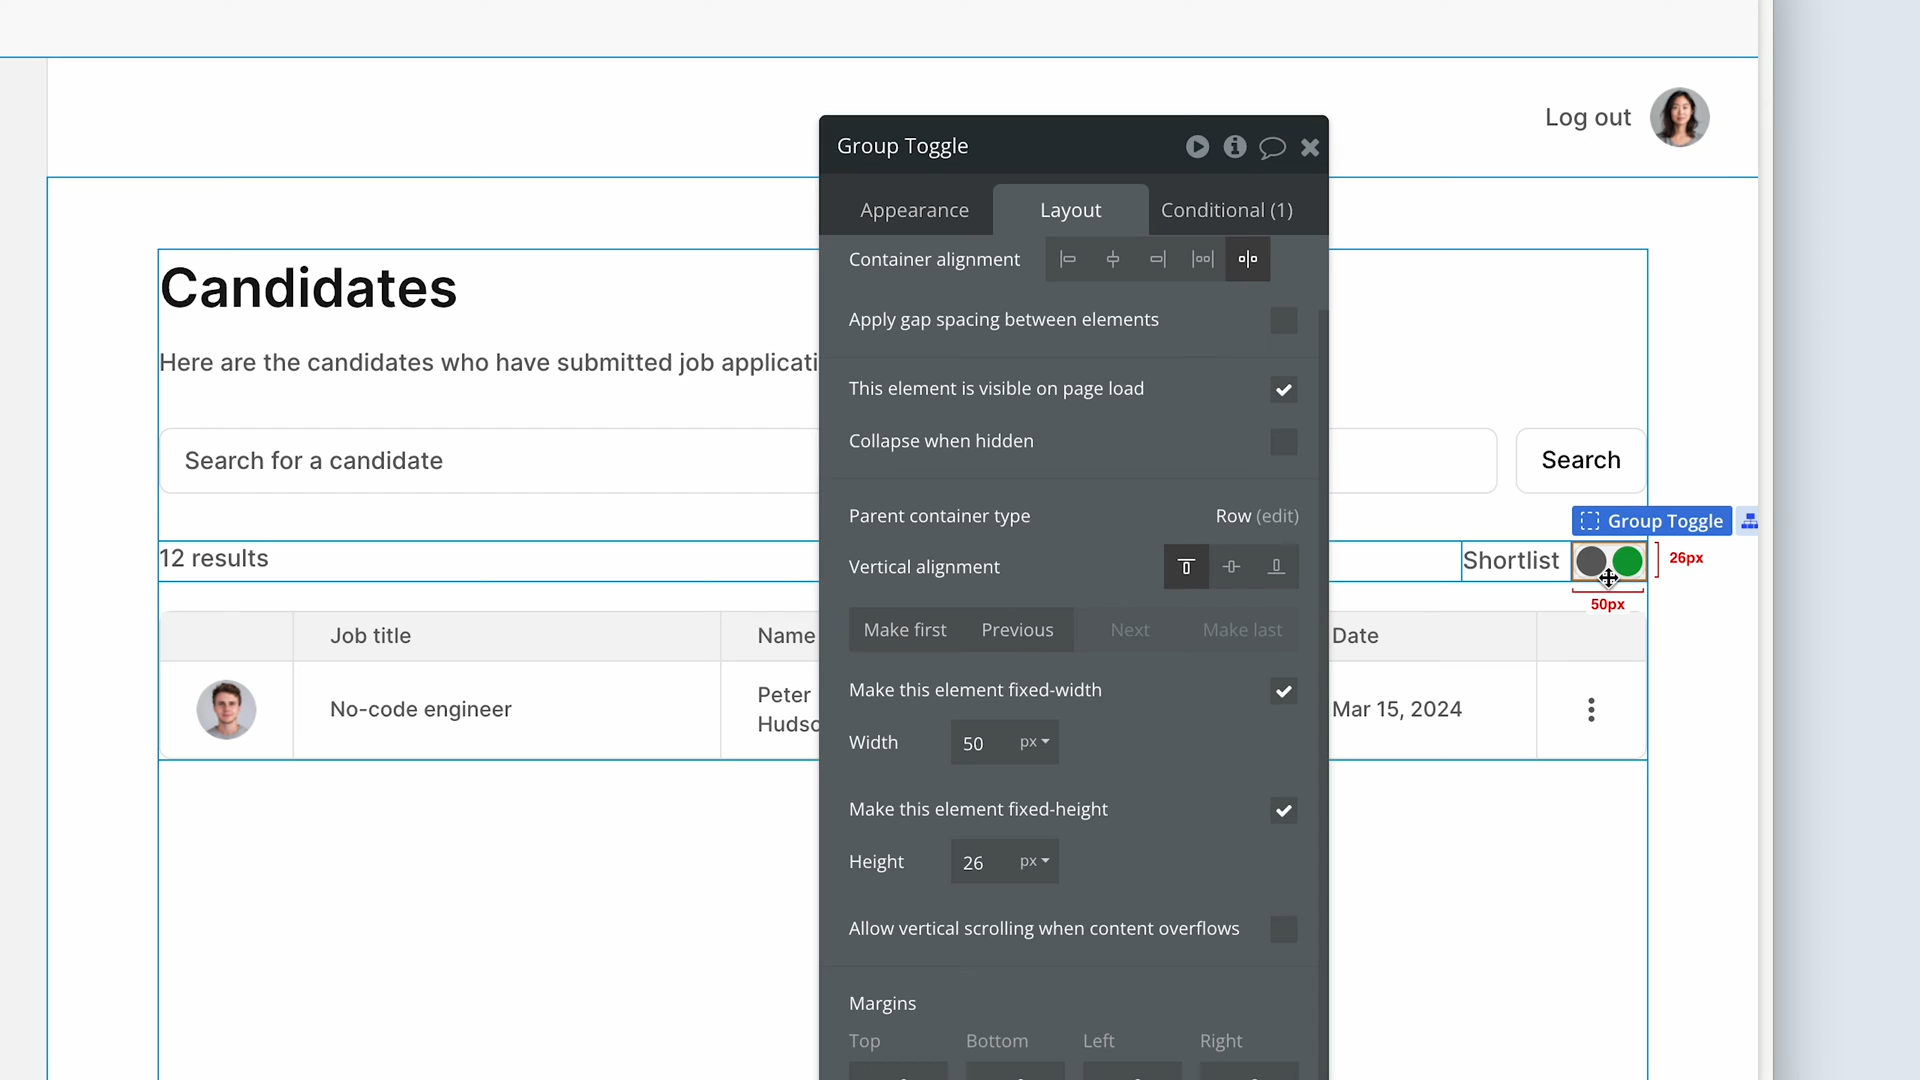 Log out
Group Toggle
Appearance
Layout
Conditional (1)
Container alignment
Apply gap spacing between elements
This element is visible on page load
Collapse when hidden
Parent container type
Row (edit)
Vertical alignment
Make first
Previous
Next
Make last
Make this element fixed-width
Width
50
px
Make this element fixed-height
Height
26
px
Allow vertical scrolling when content overflows
Margins
Top
Bottom
Left
Right
Candidates
Here are the candidates who have submitted job applicati
Search for a candidate
Search
Group Toggle
12 results
Shortlist
26px
50px
Job title
Name
Date
No-code engineer
Peter
Hudso
Mar 15, 2024